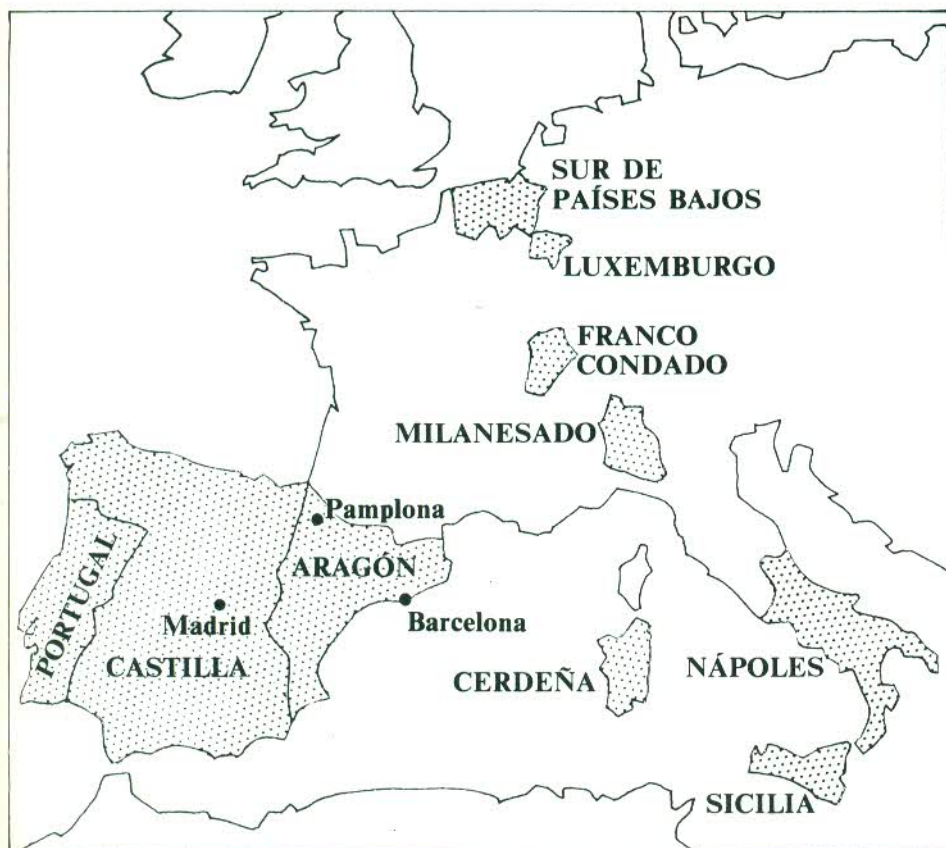 SUR DE
PAÍSES BAJOS
LUXEMBURGO
FRANCO
CONDADO
MILANESADO
Pamplona
ARAGÓN
PORTUGAL
Madrid
Barcelona
CASTILLA
CERDEÑA
NÁPOLES
SICILIA